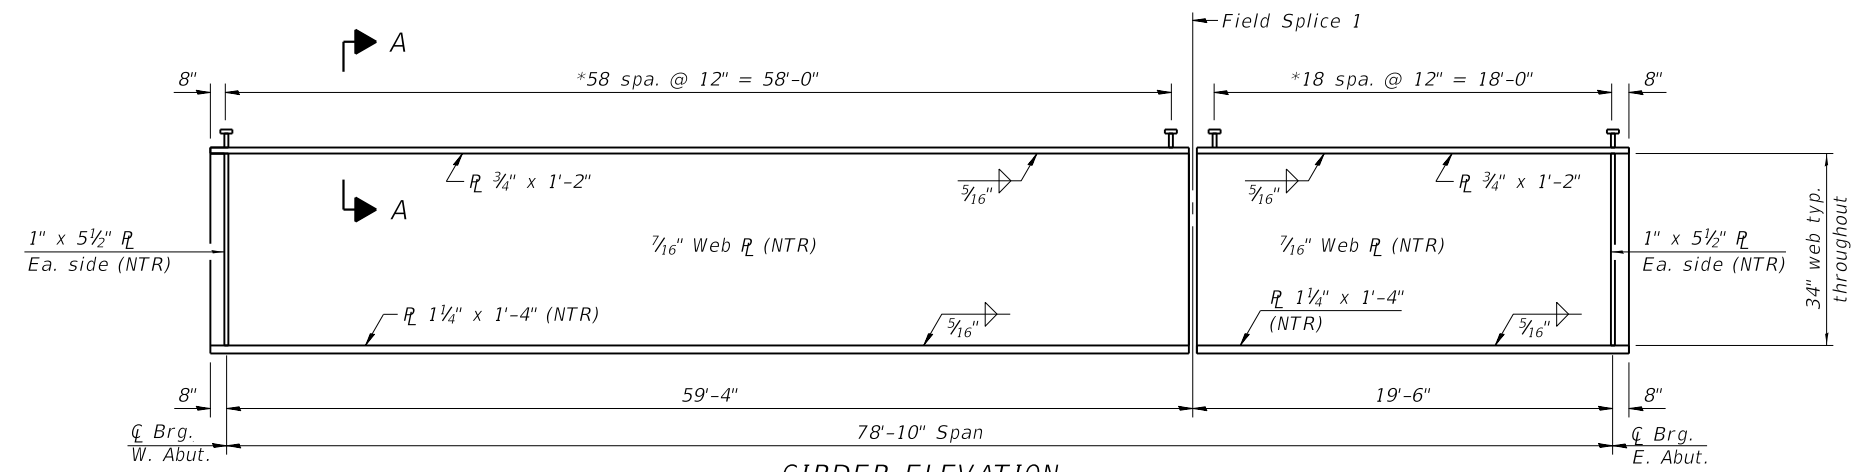 Field Splice 1
A
8"
*58 spa. @ 12" = 58'-0"
*18 spa. @ 12" = 18'-0"
8"
PL 3/4" x 1'-2"
5/16"
5/16"
PL 3/4" x 1'-2"
A
1" x 5 1/2" PL
Ea. side (NTR)
7/16" Web PL (NTR)
7/16" Web PL (NTR)
1" x 5 1/2" PL
Ea. side (NTR)
34" web typ.
throughout
PL 1 1/4" x 1'-4" (NTR)
5/16"
PL 1 1/4" x 1'-4"
(NTR)
5/16"
8"
59'-4"
19'-6"
8"
CL Brg.
W. Abut.
78'-10" Span
CL Brg.
E. Abut.
GIRDER ELEVATION